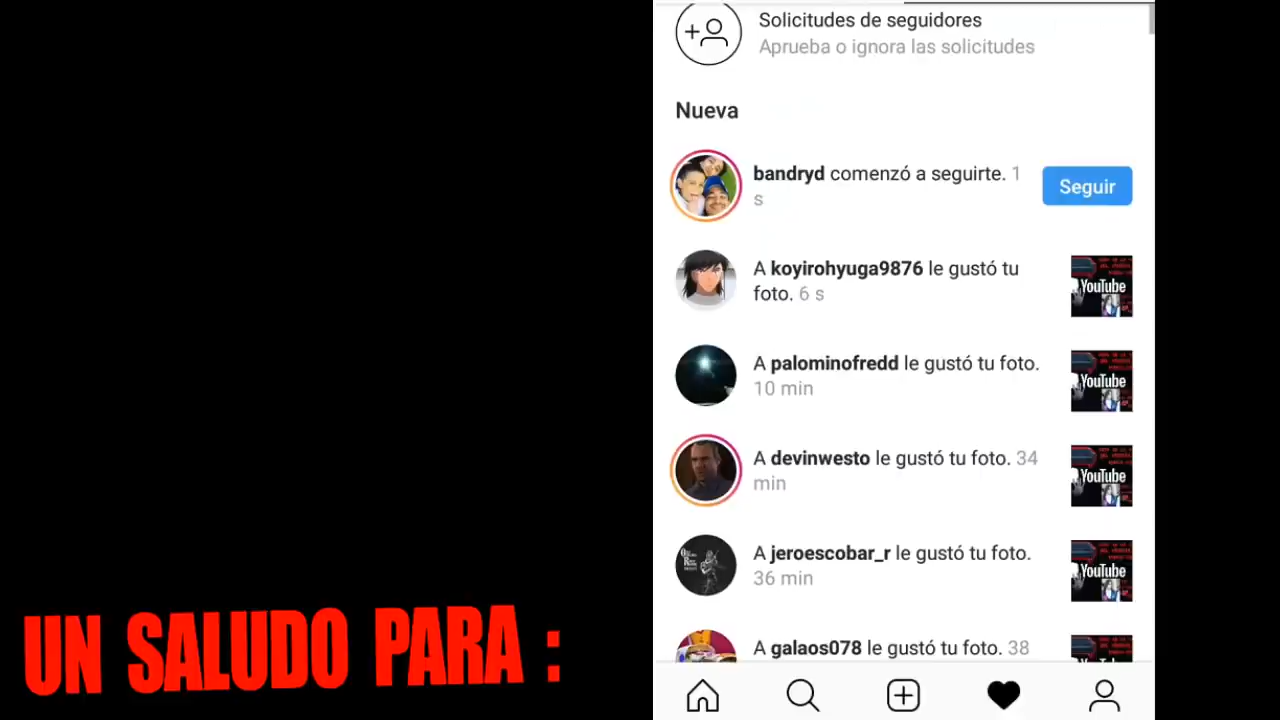 Solicitudes de seguidores
Aprueba o ignora las solicitudes
Nueva
bandryd comenzó a seguirte. 1
s
Seguir
A koyirohyuga9876 le gustó tu
foto. 6 s
YouTube
A palominofredd le gustó tu foto.
10 min
YouTube
A devinwesto le gustó tu foto. 34
min
YouTube
A jeroescobar_r le gustó tu foto.
36 min
YouTube
A galaos078 le gustó tu foto. 38
UN SALUDO PARA :